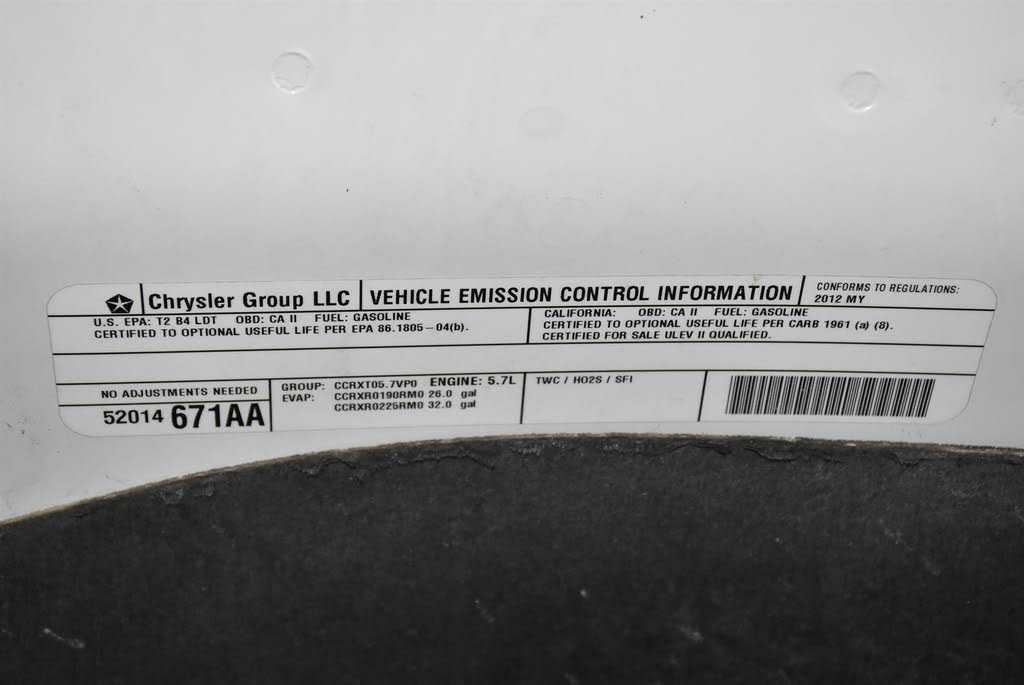 Chrysler Group LLC VEHICLE EMISSION CONTROL INFORMATION CONFORMS TO REGULATIONS:
2012 MY
U.S. EPA: T2 B4 LDT OBD: CA II FUEL: GASOLINE
CERTIFIED TO OPTIONAL USEFUL LIFE PER EPA 86.1805-04(b).
CALIFORNIA: OBD: CA II FUEL: GASOLINE
CERTIFIED TO OPTIONAL USEFUL LIFE PER CARB 1961 (a) (8).
CERTIFIED FOR SALE ULEV II QUALIFIED.
NO ADJUSTMENTS NEEDED
52014 671AA
GROUP: CCRXT05.7VP0 ENGINE: 5.7L
EVAP: CCRXR0190RM0 26.0 gal
CCRXR0225RM0 32.0 gal
TWC / HO2S / SFI